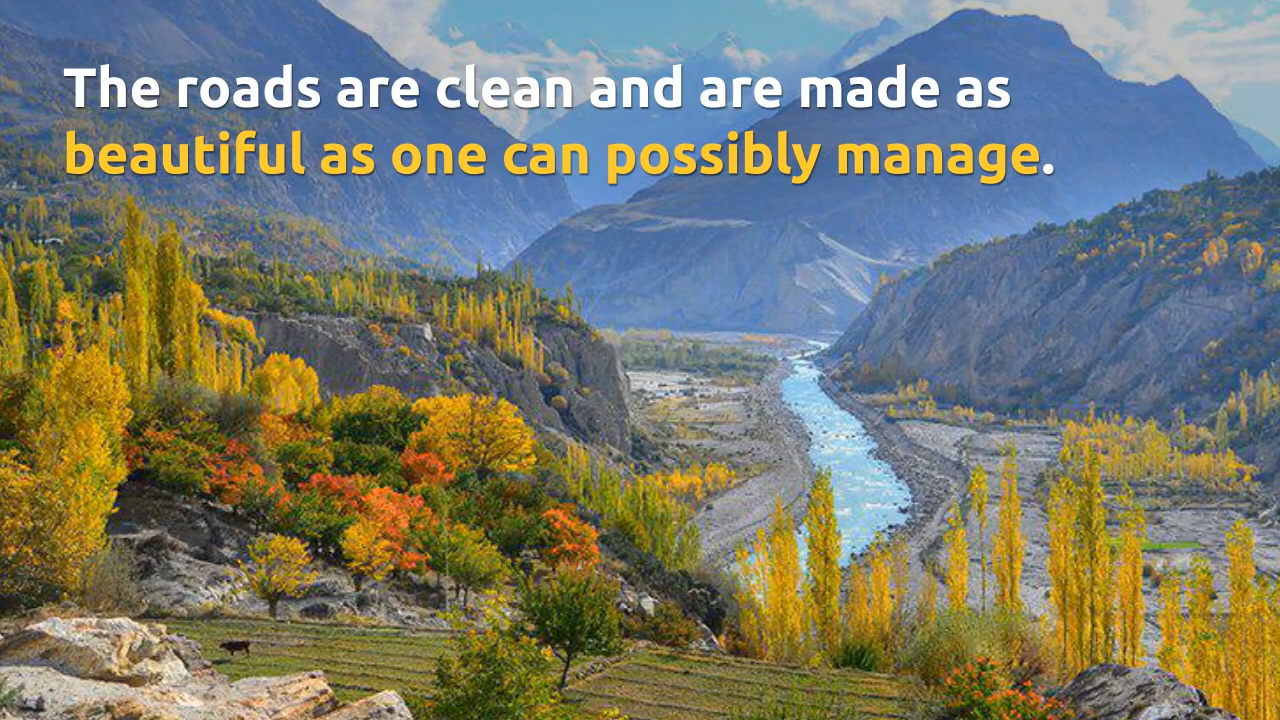 The roads are clean and are made as
beautiful as one can possibly manage.